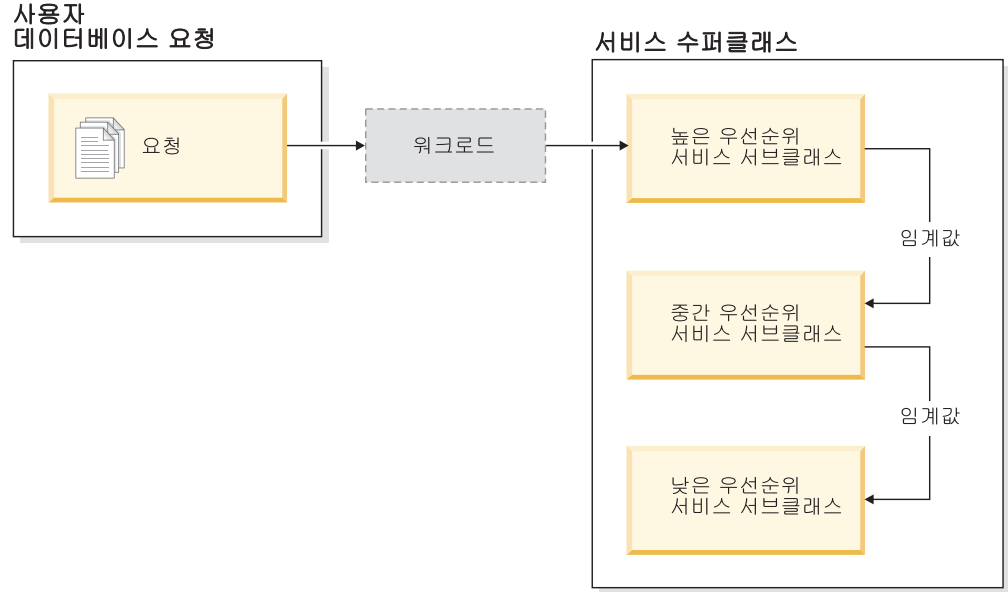 사용자
데이터베이스 요청
요청
워크로드
서비스 수퍼클래스
높은 우선순위
서비스 서브클래스
임계값
중간 우선순위
서비스 서브클래스
임계값
낮은 우선순위
서비스 서브클래스